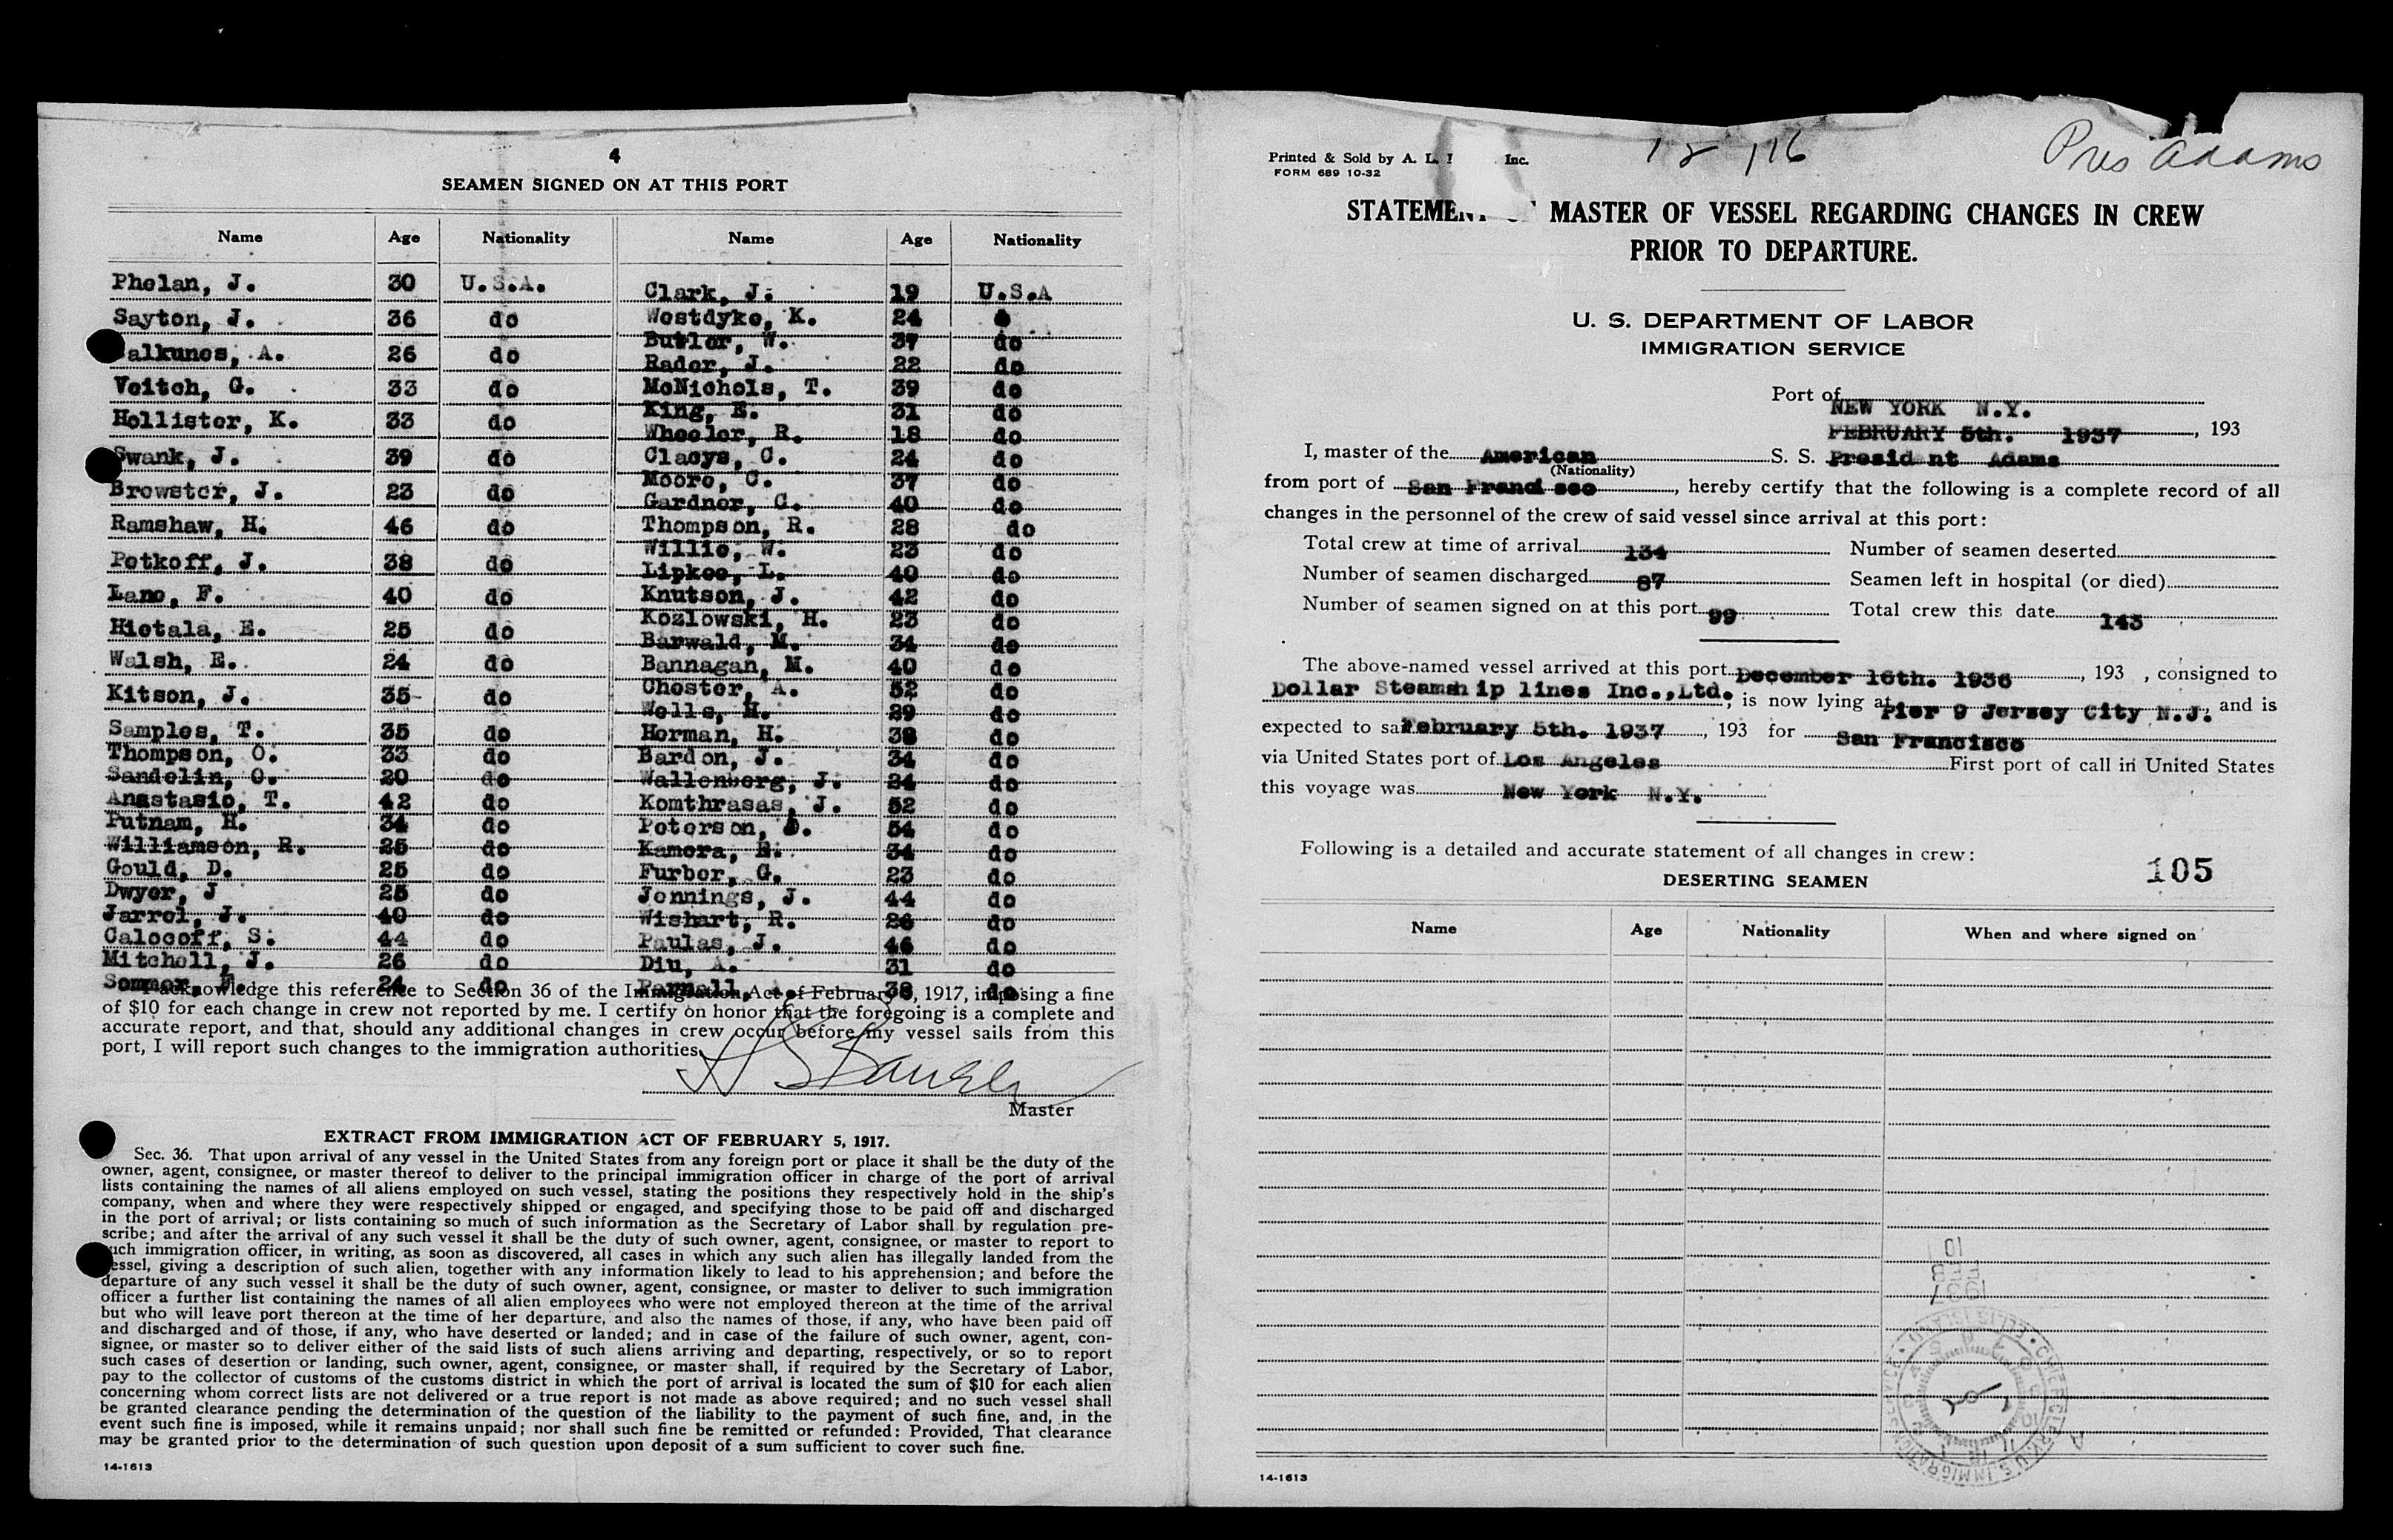 4
SEAMEN SIGNED ON AT THIS PORT
Name Age Nationality Name Age Nationality
Phelan, J. 30 U.S.A. Clark, J. 19 U.S.A
Sayton, J. 36 do Westdyke, K. 24
alkunes, A. 26 do Butler, W. 37 do
Rader, J. 22 do
Veitch, G. 33 do McNichols, T. 39 do
Hollister, K. 33 do King, E. 31 do
Wheeler, R. 18 do
Swank, J. 39 do Clacys, C. 24 do
Brewster, J. 23 do Moore, C. 37 do
Gardner, C. 40 do
Ramshaw, H. 46 do Thompson, R. 28 do
Petkoff, J. 38 do Willie, W. 23 do
Lipkee, L. 40 do
Lane, F. 40 do Knutson, J. 42 do
Hietala, E. 25 do Kozlowski, H. 23 do
Barwald, M. 34 do
Walsh, E. 24 do Bannagan, M. 40 do
Kitson, J. 35 do Chester, A. 52 do
Wells, H. 29 do
Samples, T. 35 do Herman, H. 38 do
Thompson, O. 33 do Bardon, J. 34 do
Sandelin, O. 20 do Wallenberg, J. 24 do
Anastasio, T. 42 do Komthrasas, J. 52 do
Putnam, H. 34 do Peterson, 54 do
Williamson, R. 25 do Kamera, E. 34 do
Gould, D. 25 do Furber, G. 23 do
Dwyer, J 25 do Jennings, J. 44 do
Jarrel, J. 40 do Wishart, R. 26 do
Calocoff, S. 44 do Paulas, J. 46 do
Mitchell, J. 26 do Diu, A. 31 do
Sommer, 24 do Parnell, 38 do
I acknowledge this reference to Section 36 of the Immigration Act of February 5, 1917, imposing a fine
of $10 for each change in crew not reported by me. I certify on honor that the foregoing is a complete and
accurate report, and that, should any additional changes in crew occur before my vessel sails from this
port, I will report such changes to the immigration authorities.
Master
EXTRACT FROM IMMIGRATION ACT OF FEBRUARY 5, 1917.
Sec. 36. That upon arrival of any vessel in the United States from any foreign port or place it shall be the duty of the
owner, agent, consignee, or master thereof to deliver to the principal immigration officer in charge of the port of arrival
lists containing the names of all aliens employed on such vessel, stating the positions they respectively hold in the ship's
company, when and where they were respectively shipped or engaged, and specifying those to be paid off and discharged
in the port of arrival; or lists containing so much of such information as the Secretary of Labor shall by regulation pre-
scribe; and after the arrival of any such vessel it shall be the duty of such owner, agent, consignee, or master to report to
such immigration officer, in writing, as soon as discovered, all cases in which any such alien has illegally landed from the
vessel, giving a description of such alien, together with any information likely to lead to his apprehension; and before the
departure of any such vessel it shall be the duty of such owner, agent, consignee, or master to deliver to such immigration
officer a further list containing the names of all alien employees who were not employed thereon at the time of the arrival
but who will leave port thereon at the time of her departure, and also the names of those, if any, who have been paid off
and discharged and of those, if any, who have deserted or landed; and in case of the failure of such owner, agent, con-
signee, or master so to deliver either of the said lists of such aliens arriving and departing, respectively, or so to report
such cases of desertion or landing, such owner, agent, consignee, or master shall, if required by the Secretary of Labor,
pay to the collector of customs of the customs district in which the port of arrival is located the sum of $10 for each alien
concerning whom correct lists are not delivered or a true report is not made as above required; and no such vessel shall
be granted clearance pending the determination of the question of the liability to the payment of such fine, and, in the
event such fine is imposed, while it remains unpaid; nor shall such fine be remitted or refunded: Provided, That clearance
may be granted prior to the determination of such question upon deposit of a sum sufficient to cover such fine.
14-1613
Printed & Sold by A. L. Inc.
FORM 689 10-32
Pres Adams
STATEMENT OF MASTER OF VESSEL REGARDING CHANGES IN CREW
PRIOR TO DEPARTURE.
U. S. DEPARTMENT OF LABOR
IMMIGRATION SERVICE
Port of NEW YORK N.Y.
FEBRUARY 5th. 1937, 193
I, master of the American S. S. President Adams
(Nationality)
from port of San Francisco, hereby certify that the following is a complete record of all
changes in the personnel of the crew of said vessel since arrival at this port:
Total crew at time of arrival 134 Number of seamen deserted
Number of seamen discharged 87 Seamen left in hospital (or died)
Number of seamen signed on at this port 99 Total crew this date 143
The above-named vessel arrived at this port December 16th. 1936, 193 , consigned to
Dollar Steamship lines Inc.,Ltd., is now lying at Pier 9 Jersey City N.J. and is
expected to sail February 5th. 1937, 193 for San Francisco
via United States port of Los Angeles First port of call in United States
this voyage was New York N.Y.
Following is a detailed and accurate statement of all changes in crew:
105
DESERTING SEAMEN
Name Age Nationality When and where signed on
10
FEB
1937
14-1613